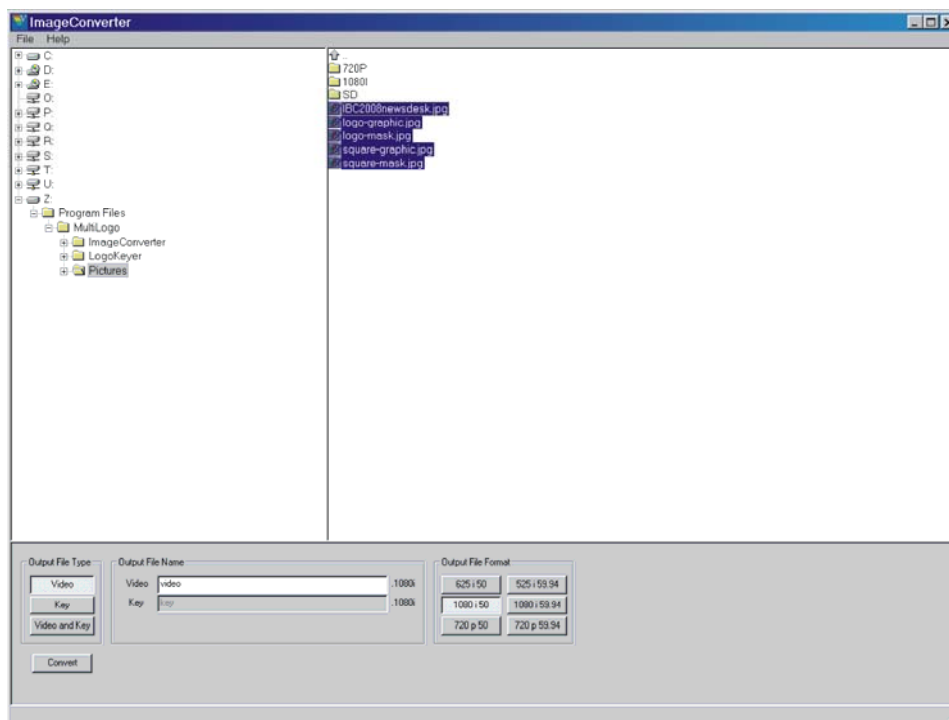 ImageConverter
File Help
C:
D:
E:
O:
P:
Q:
R:
S:
T:
U:
Z:
Program Files
MultiLogo
ImageConverter
LogoKeyer
Pictures
..
720P
1080I
SD
IBC2008newsdesk.jpg
logo-graphic.jpg
logo-mask.jpg
square-graphic.jpg
square-mask.jpg
Output File Type
Video
Key
Video and Key
Convert
Output File Name
Video video .1080i
Key key .1080i
Output File Format
625 i 50 525 i 59.94
1080 i 50 1080 i 59.94
720 p 50 720 p 59.94